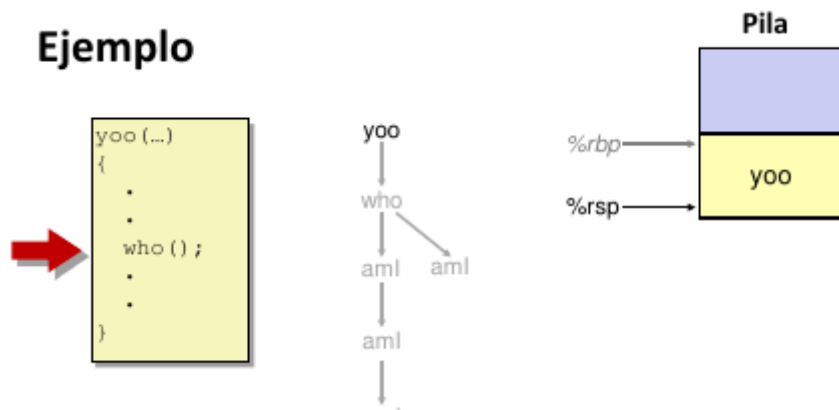 Ejemplo
yoo(…)
{
•
•
who();
•
•
}
yoo
who
aml
aml
aml
Pila
%rbp
yoo
%rsp